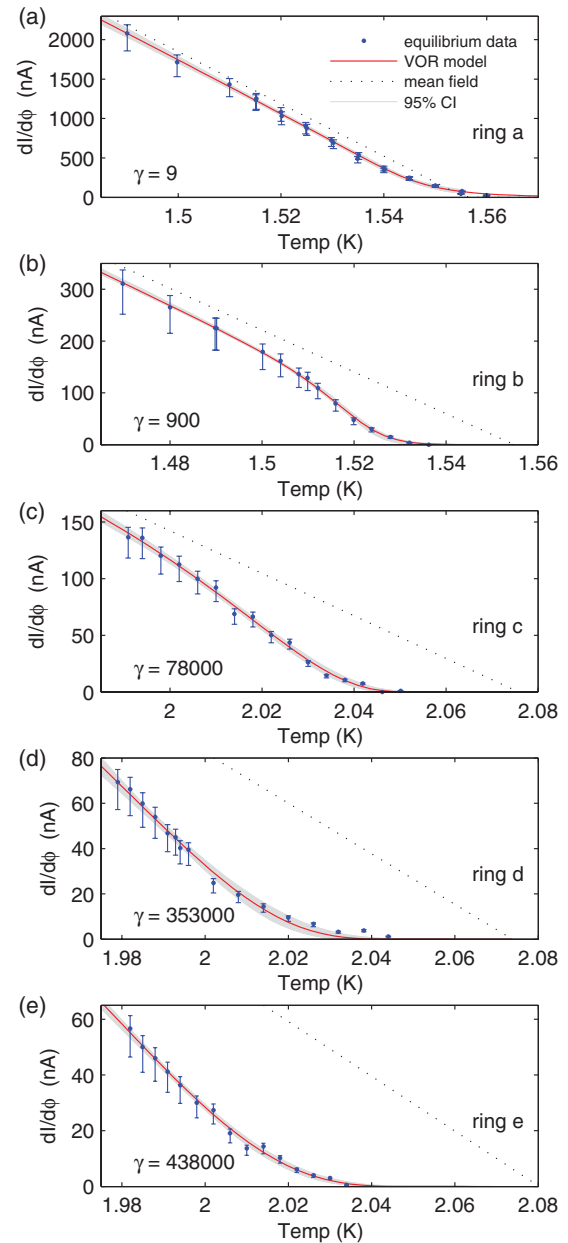 (a)
2000
1500
1000
500
0
dI/dϕ (nA)
equilibrium data
VOR model
mean field
95% CI
ring a
γ = 9
1.5 1.52 1.54 1.56
Temp (K)
(b)
300
200
100
0
dI/dϕ (nA)
ring b
γ = 900
1.48 1.5 1.52 1.54 1.56
Temp (K)
(c)
150
100
50
0
dI/dϕ (nA)
ring c
γ = 78000
2 2.02 2.04 2.06 2.08
Temp (K)
(d)
80
60
40
20
0
dI/dϕ (nA)
ring d
γ = 353000
1.98 2 2.02 2.04 2.06 2.08
Temp (K)
(e)
60
40
20
0
dI/dϕ (nA)
ring e
γ = 438000
1.98 2 2.02 2.04 2.06 2.08
Temp (K)